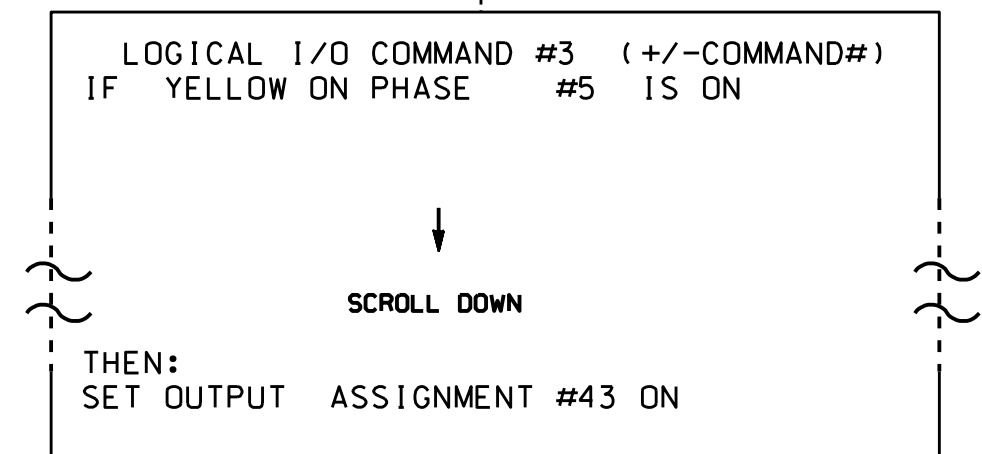 LOGICAL I/O COMMAND #3 (+/-COMMAND#)
IF YELLOW ON PHASE #5 IS ON
SCROLL DOWN
THEN:
SET OUTPUT ASSIGNMENT #43 ON